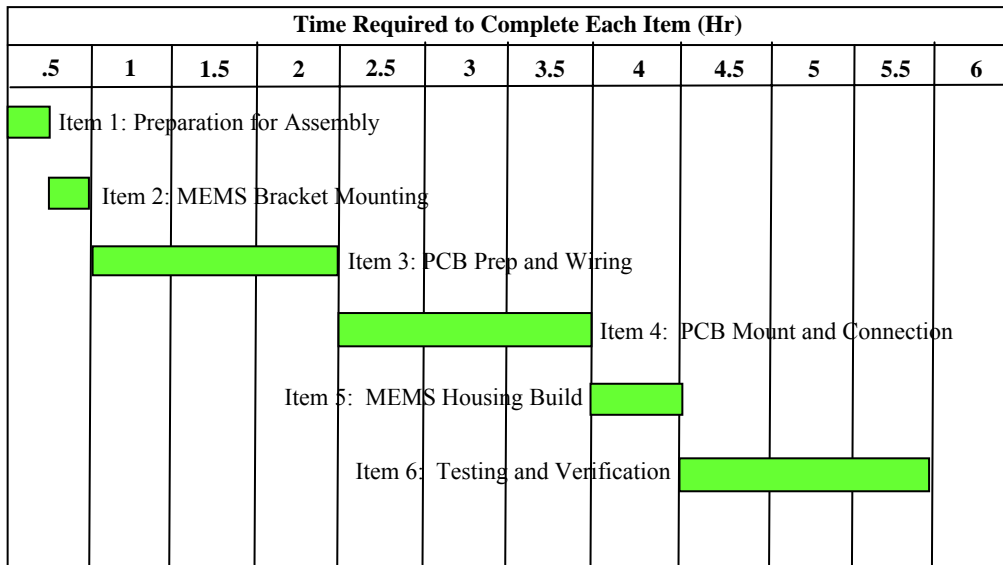 Time Required to Complete Each Item (Hr)
.5 1 1.5 2 2.5 3 3.5 4 4.5 5 5.5 6
Item 1: Preparation for Assembly
Item 2: MEMS Bracket Mounting
Item 3: PCB Prep and Wiring
Item 4: PCB Mount and Connection
Item 5: MEMS Housing Build
Item 6: Testing and Verification